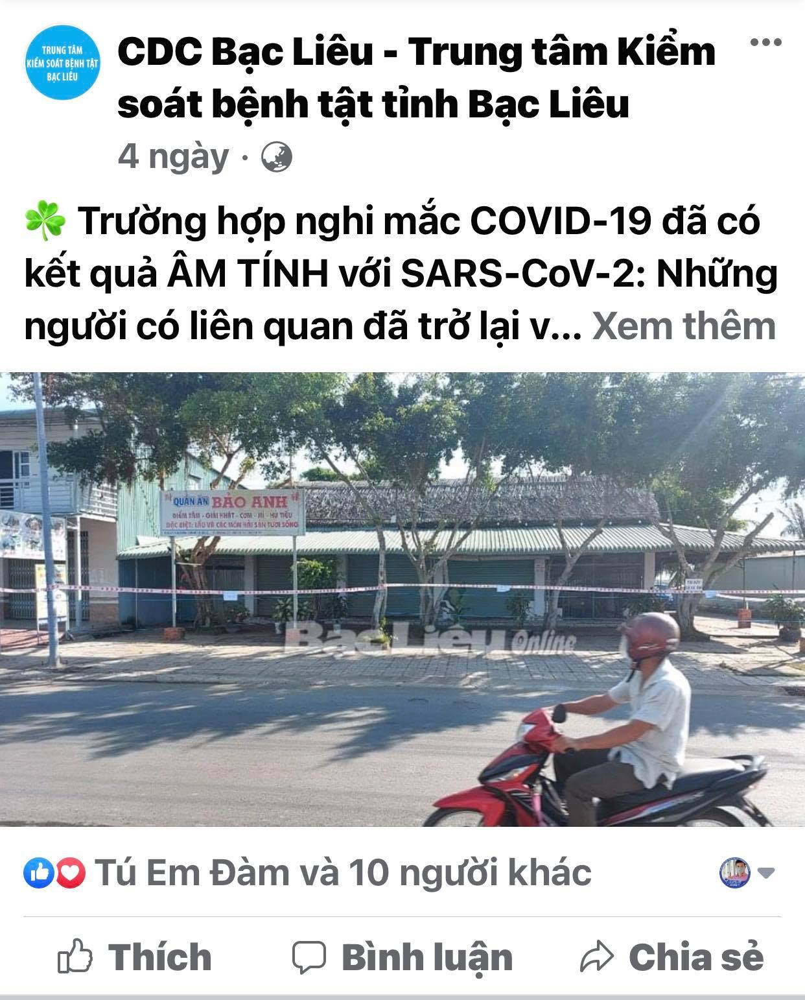 TRUNG TÂM
KIỂM SOÁT BỆNH TẬT
BẠC LIÊU
CDC Bạc Liêu - Trung tâm Kiểm
soát bệnh tật tỉnh Bạc Liêu
4 ngày ·
Trường hợp nghi mắc COVID-19 đã có
kết quả ÂM TÍNH với SARS-CoV-2: Những
người có liên quan đã trở lại v... Xem thêm
QUÁN ĂN BẢO ANH
ĐIỂM TÂM - GIẢI KHÁT - CƠM - MÌ - HỦ TIẾU
ĐẶC BIỆT: LẨU VÀ CÁC MÓN HẢI SẢN TƯƠI SỐNG
Bạc Liêu Online
Tú Em Đàm và 10 người khác
Thích
Bình luận
Chia sẻ